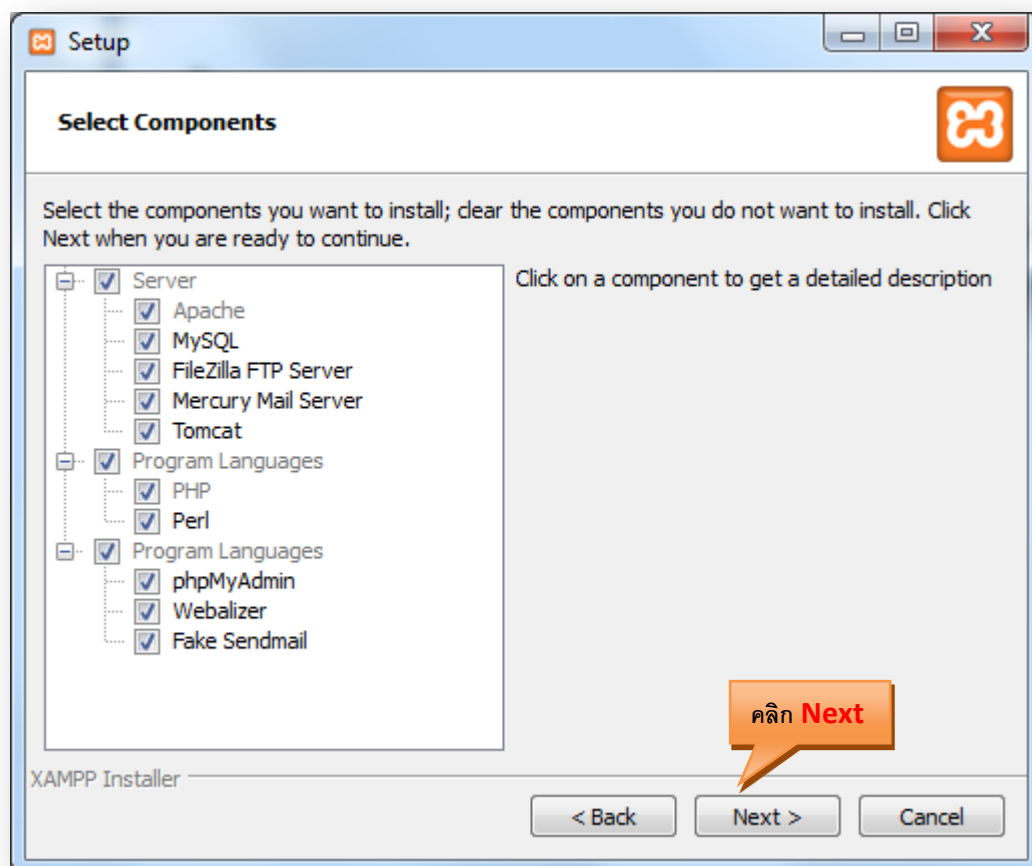 Setup
Select Components
Select the components you want to install; clear the components you do not want to install. Click
Next when you are ready to continue.
Server
Apache
MySQL
FileZilla FTP Server
Mercury Mail Server
Tomcat
Program Languages
PHP
Perl
Program Languages
phpMyAdmin
Webalizer
Fake Sendmail
Click on a component to get a detailed description
คลิก Next
XAMPP Installer
< Back
Next >
Cancel